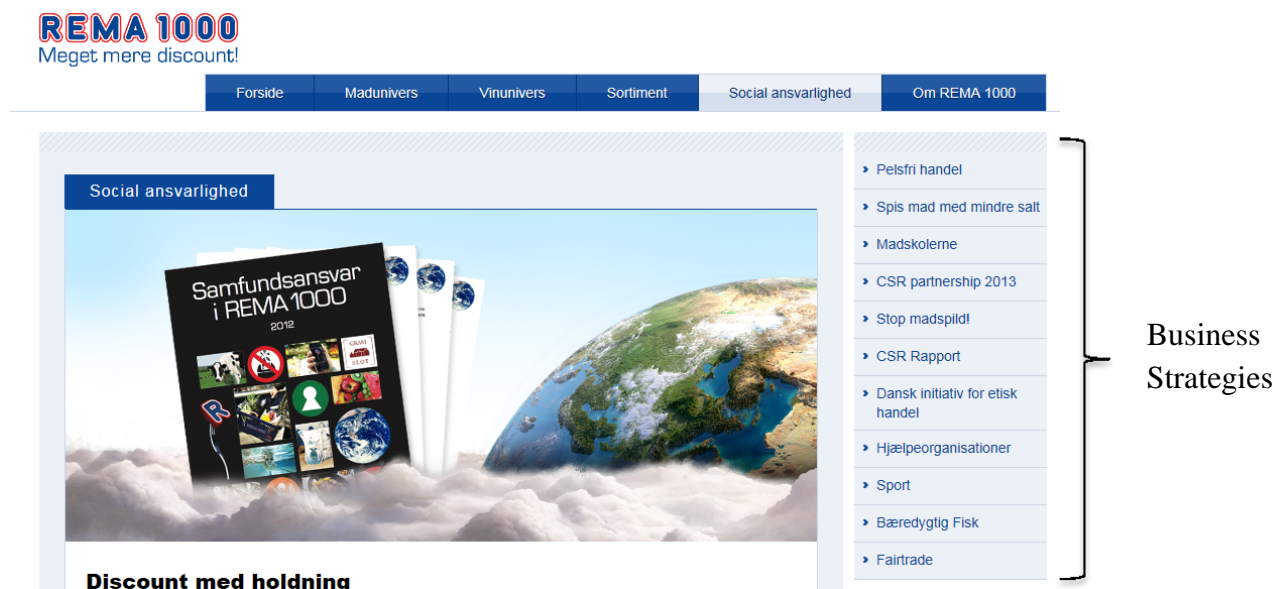 REMA 1000
Meget mere discount!
Forside
Madunivers
Vinunivers
Sortiment
Social ansvarlighed
Om REMA 1000
Social ansvarlighed
Samfundsansvar
i REMA 1000
2012
GRAM
SLOT
R
Discount med holdning
Pelsfri handel
Spis mad med mindre salt
Madskolerne
CSR partnership 2013
Stop madspild!
CSR Rapport
Dansk initiativ for etisk
handel
Hjælpeorganisationer
Sport
Bæredygtig Fisk
Fairtrade
Business
Strategies